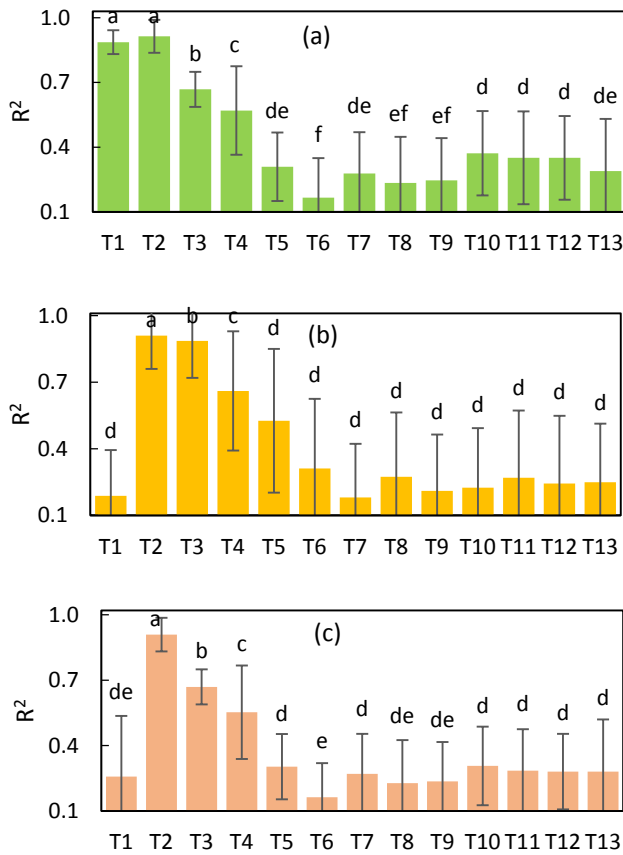 1.0
0.7
0.4
0.1
R²
(a)
a a b c de f de ef ef d d d de
T1 T2 T3 T4 T5 T6 T7 T8 T9 T10 T11 T12 T13
1.0
0.7
0.4
0.1
R²
(b)
d a b c d d d d d d d d d
T1 T2 T3 T4 T5 T6 T7 T8 T9 T10 T11 T12 T13
1.0
0.7
0.4
0.1
R²
(c)
de a b c d e d de de d d d d
T1 T2 T3 T4 T5 T6 T7 T8 T9 T10 T11 T12 T13